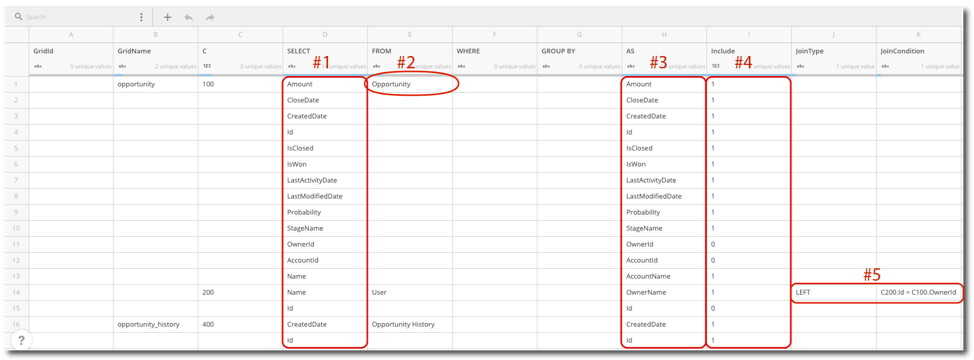 Search
A B C D E F G H I J K
GridId GridName C SELECT FROM WHERE GROUP BY AS Include JoinType JoinCondition
#1 #2 #3 #4
abc 0 unique values abc 2 unique values 123 3 unique values abc abc unique values abc 0 unique values abc 0 unique values abc unique values 123 unique values abc 1 unique values abc 1 unique value
1 opportunity 100 Amount Opportunity Amount 1
2 CloseDate CloseDate 1
3 CreatedDate CreatedDate 1
4 Id Id 1
5 IsClosed IsClosed 1
6 IsWon IsWon 1
7 LastActivityDate LastActivityDate 1
8 LastModifiedDate LastModifiedDate 1
9 Probability Probability 1
10 StageName StageName 1
11 OwnerId OwnerId 0
12 AccountId AccountId 0
13 Name AccountName 1
#5
14 200 Name User OwnerName 1 LEFT C200.Id = C100.OwnerId
15 Id Id 0
16 opportunity_history 400 CreatedDate Opportunity History CreatedDate 1
? Id Id 1